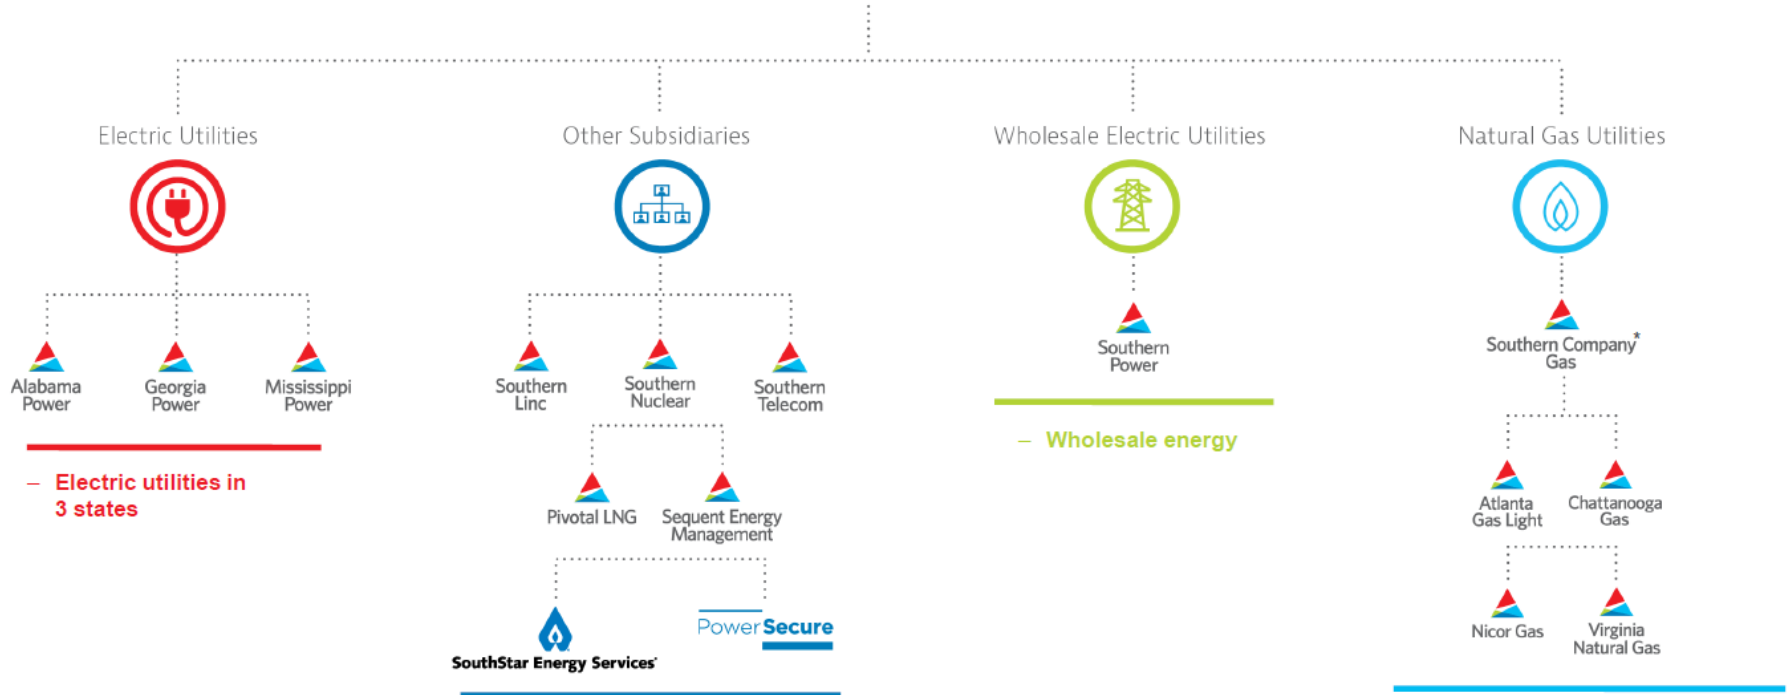 Electric Utilities
Other Subsidiaries
Wholesale Electric Utilities
Natural Gas Utilities
Alabama
Power
Georgia
Power
Mississippi
Power
– Electric utilities in
3 states
Southern
Linc
Southern
Nuclear
Southern
Telecom
Pivotal LNG
Sequent Energy
Management
SouthStar Energy Services
PowerSecure
Southern
Power
– Wholesale energy
Southern Company*
Gas
Atlanta
Gas Light
Chattanooga
Gas
Nicor Gas
Virginia
Natural Gas